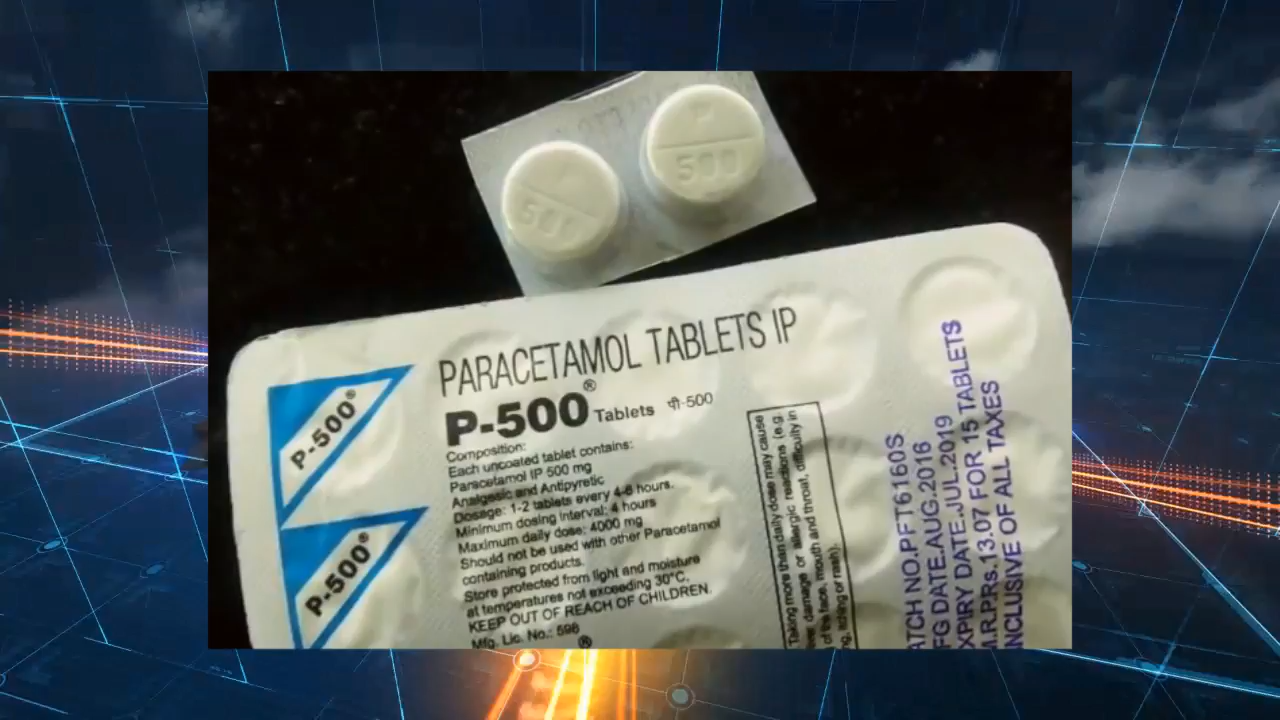 500
P
500
PARACETAMOL TABLETS IP
P-500® Tablets पी-500
Composition:
Each uncoated tablet contains:
Paracetamol IP 500 mg
Analgesic and Antipyretic
Dosage: 1-2 tablets every 4-6 hours.
Minimum dosing interval: 4 hours
Maximum daily dose: 4000 mg
Should not be used with other Paracetamol
containing products.
Store protected from light and moisture
at temperatures not exceeding 30°C.
KEEP OUT OF REACH OF CHILDREN.
Mfg. Lic. No.: 598
®
P-500®
P-500®
Taking more than daily dose may cause
damage or allergic reactions (e.g.
of the face, mouth and throat, difficulty in
itching or rash).
ATCH NO.PFT6160S
FG DATE.AUG.2016
XPIRY DATE.JUL.2019
.R.PRs.13.07 FOR 15 TABLETS
NCLUSIVE OF ALL TAXES